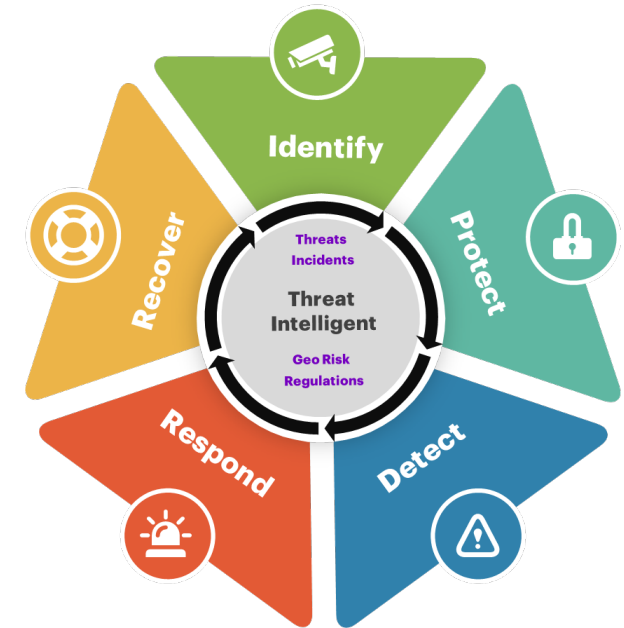 Identify
Protect
Detect
Respond
Recover
Threats
Incidents
Threat
Intelligent
Geo Risk
Regulations